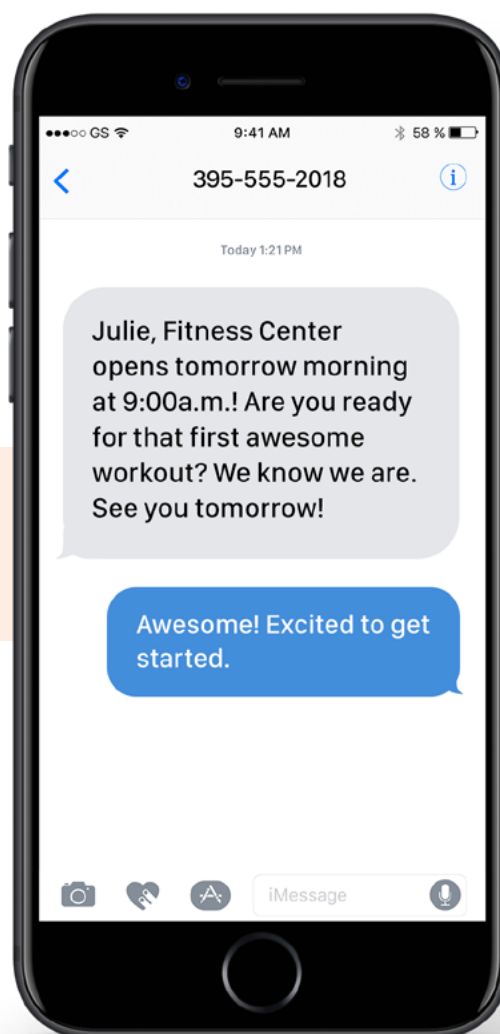 GS 9:41 AM 58 %
395-555-2018
Today 1:21 PM
Julie, Fitness Center
opens tomorrow morning
at 9:00a.m.! Are you ready
for that first awesome
workout? We know we are.
See you tomorrow!
Awesome! Excited to get
started.
iMessage